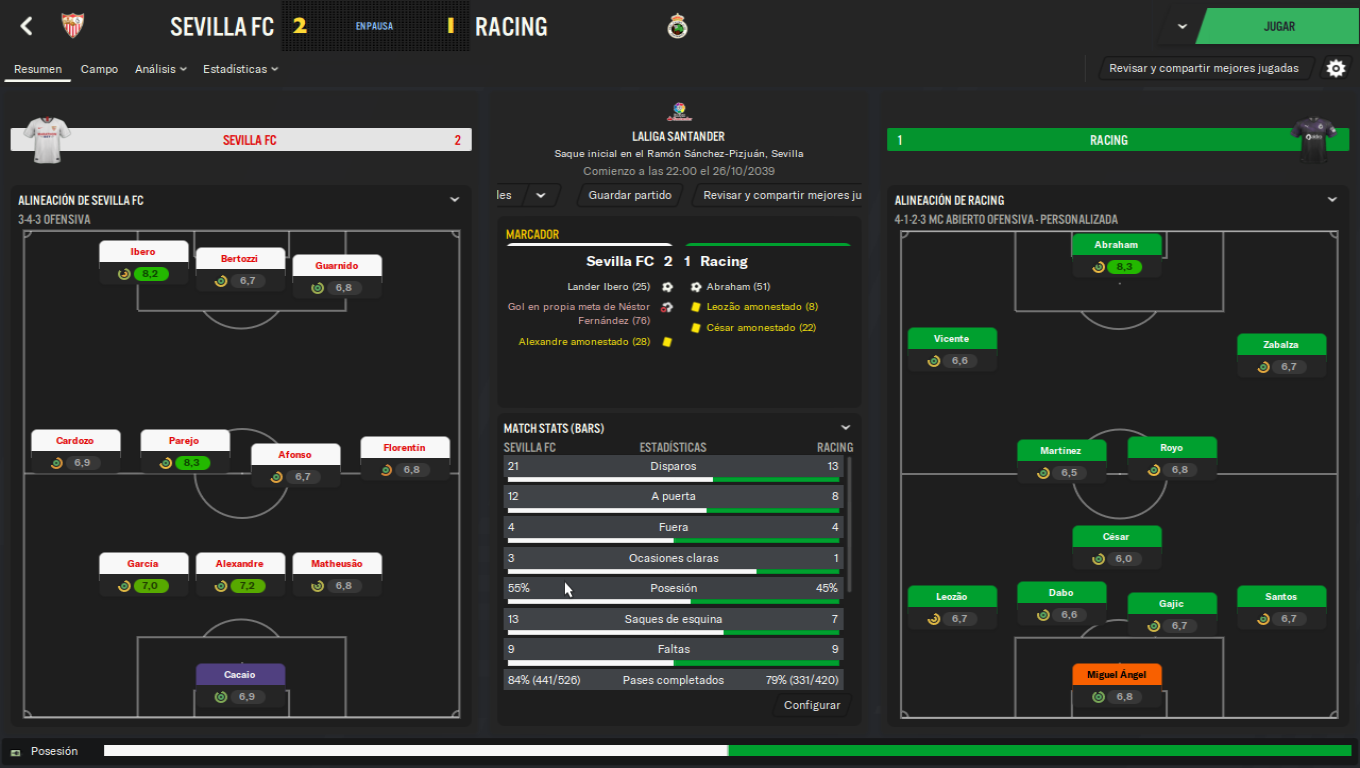 SEVILLA FC 2 EN PAUSA 1 RACING
JUGAR
Resumen Campo Análisis Estadísticas
Revisar y compartir mejores jugadas
SEVILLA FC 2
ALINEACIÓN DE SEVILLA FC
3-4-3 OFENSIVA
Ibero
8,2
Bertozzi
6,7
Guarnido
6,8
Cardozo
6,9
Parejo
8,3
Afonso
6,7
Florentín
6,8
García
7,0
Alexandre
7,2
Matheusão
6,8
Cacaio
6,9
LALIGA SANTANDER
Saque inicial en el Ramón Sánchez-Pizjuán, Sevilla
Comienzo a las 22:00 el 26/10/2039
les Guardar partido Revisar y compartir mejores ju
MARCADOR
Sevilla FC 2 1 Racing
Lander Ibero (25) Abraham (51)
Gol en propia meta de Néstor Leozão amonestado (8)
Fernández (76) César amonestado (22)
Alexandre amonestado (28)
MATCH STATS (BARS)
SEVILLA FC ESTADÍSTICAS RACING
21 Disparos 13
12 A puerta 8
4 Fuera 4
3 Ocasiones claras 1
55% Posesión 45%
13 Saques de esquina 7
9 Faltas 9
84% (441/526) Pases completados 79% (331/420)
Configurar
1 RACING
ALINEACIÓN DE RACING
4-1-2-3 MC ABIERTO OFENSIVA - PERSONALIZADA
Abraham
8,3
Vicente
6,6
Zabalza
6,7
Martínez
6,5
Royo
6,8
César
6,0
Leozão
6,7
Dabo
6,6
Gajic
6,7
Santos
6,7
Miguel Ángel
6,8
Posesión